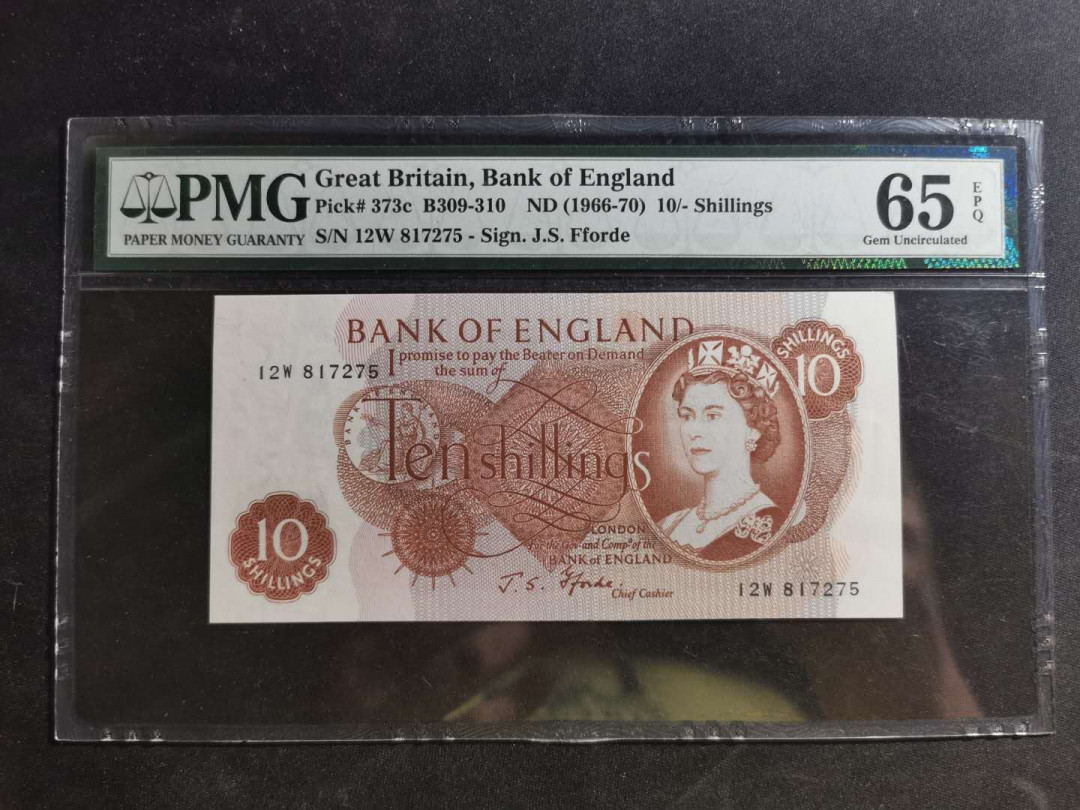 PMG
PAPER MONEY GUARANTY
Great Britain, Bank of England
Pick# 373c B309-310 ND (1966-70) 10/- Shillings
S/N 12W 817275 - Sign. J.S. Fforde
65
EPQ
Gem Uncirculated
BANK OF ENGLAND
I promise to pay the Bearer on Demand
the sum of
12W 817275
SHILLINGS
10
Ten shillings
LONDON
For the Gov. and Compª of the
BANK of ENGLAND
10
SHILLINGS
J. S. Fforde.
Chief Cashier
12W 817275